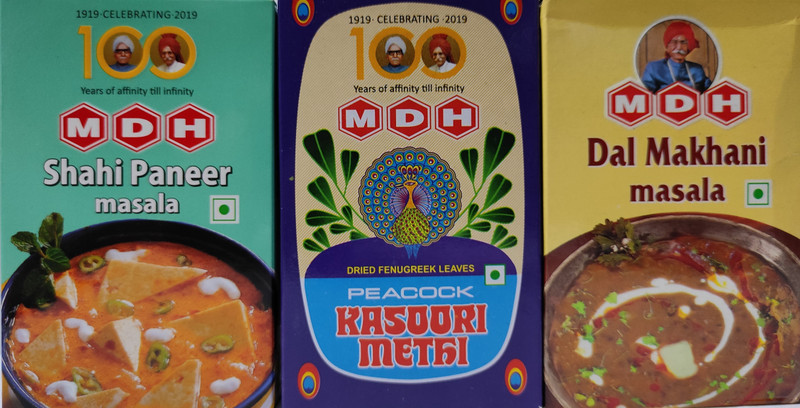 1919·CELEBRATING·2019
100
Years of affinity till infinity
MDH
Shahi Paneer
masala
1919·CELEBRATING·2019
100
Years of affinity till infinity
MDH
DRIED FENUGREEK LEAVES
PEACOCK
KASOORI
METHI
MDH
Dal Makhani
masala